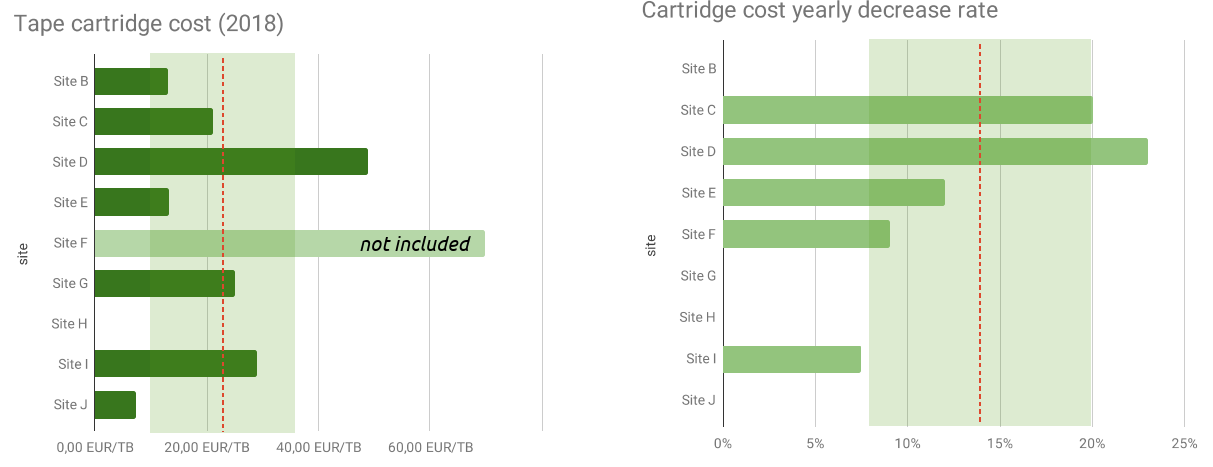 Tape cartridge cost (2018)
Site B
Site C
Site D
Site E
Site F
not included
Site G
Site H
Site I
Site J
site
0,00 EUR/TB
20,00 EUR/TB
40,00 EUR/TB
60,00 EUR/TB
Cartridge cost yearly decrease rate
Site B
Site C
Site D
Site E
Site F
Site G
Site H
Site I
Site J
site
0%
5%
10%
15%
20%
25%